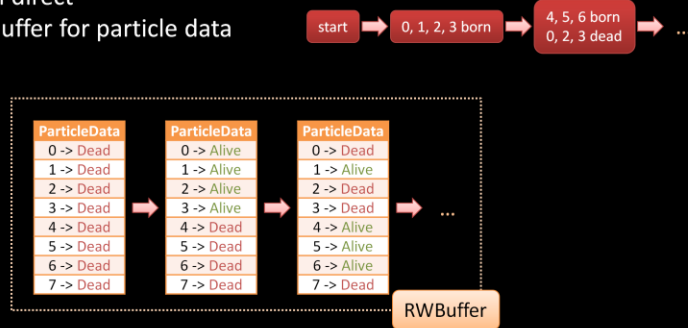 direct
uffer for particle data
start
0, 1, 2, 3 born
4, 5, 6 born
0, 2, 3 dead
...
ParticleData
0 -> Dead
1 -> Dead
2 -> Dead
3 -> Dead
4 -> Dead
5 -> Dead
6 -> Dead
7 -> Dead
ParticleData
0 -> Alive
1 -> Alive
2 -> Alive
3 -> Alive
4 -> Dead
5 -> Dead
6 -> Dead
7 -> Dead
ParticleData
0 -> Dead
1 -> Alive
2 -> Dead
3 -> Dead
4 -> Alive
5 -> Alive
6 -> Alive
7 -> Dead
...
RWBuffer